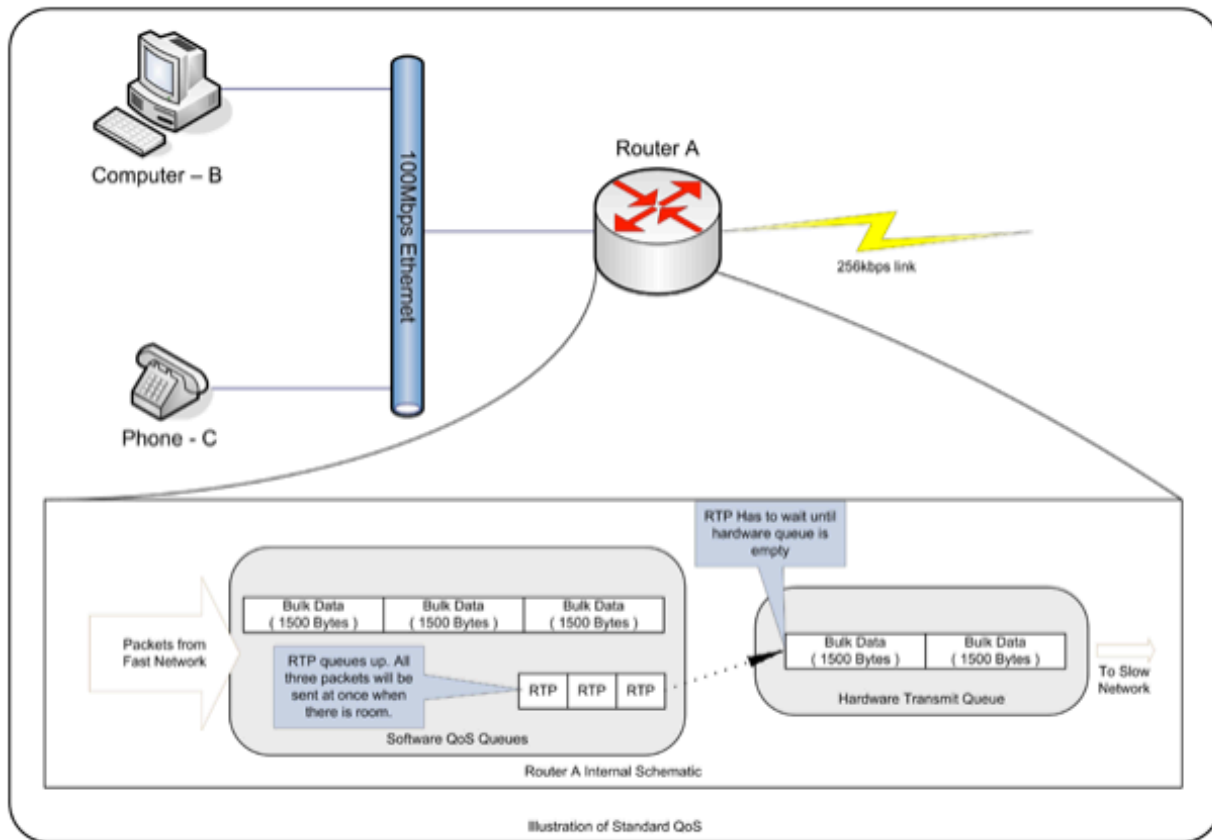 Router A
Computer – B
100Mbps Ethernet
256kbps link
Phone - C
RTP Has to wait until
hardware queue is
empty
Bulk Data
( 1500 Bytes )
Bulk Data
( 1500 Bytes )
Bulk Data
( 1500 Bytes )
Packets from
Fast Network
RTP queues up. All
three packets will be
sent at once when
there is room.
RTP
RTP
RTP
Software QoS Queues
Bulk Data
( 1500 Bytes )
Bulk Data
( 1500 Bytes )
Hardware Transmit Queue
To Slow
Network
Router A Internal Schematic
Illustration of Standard QoS